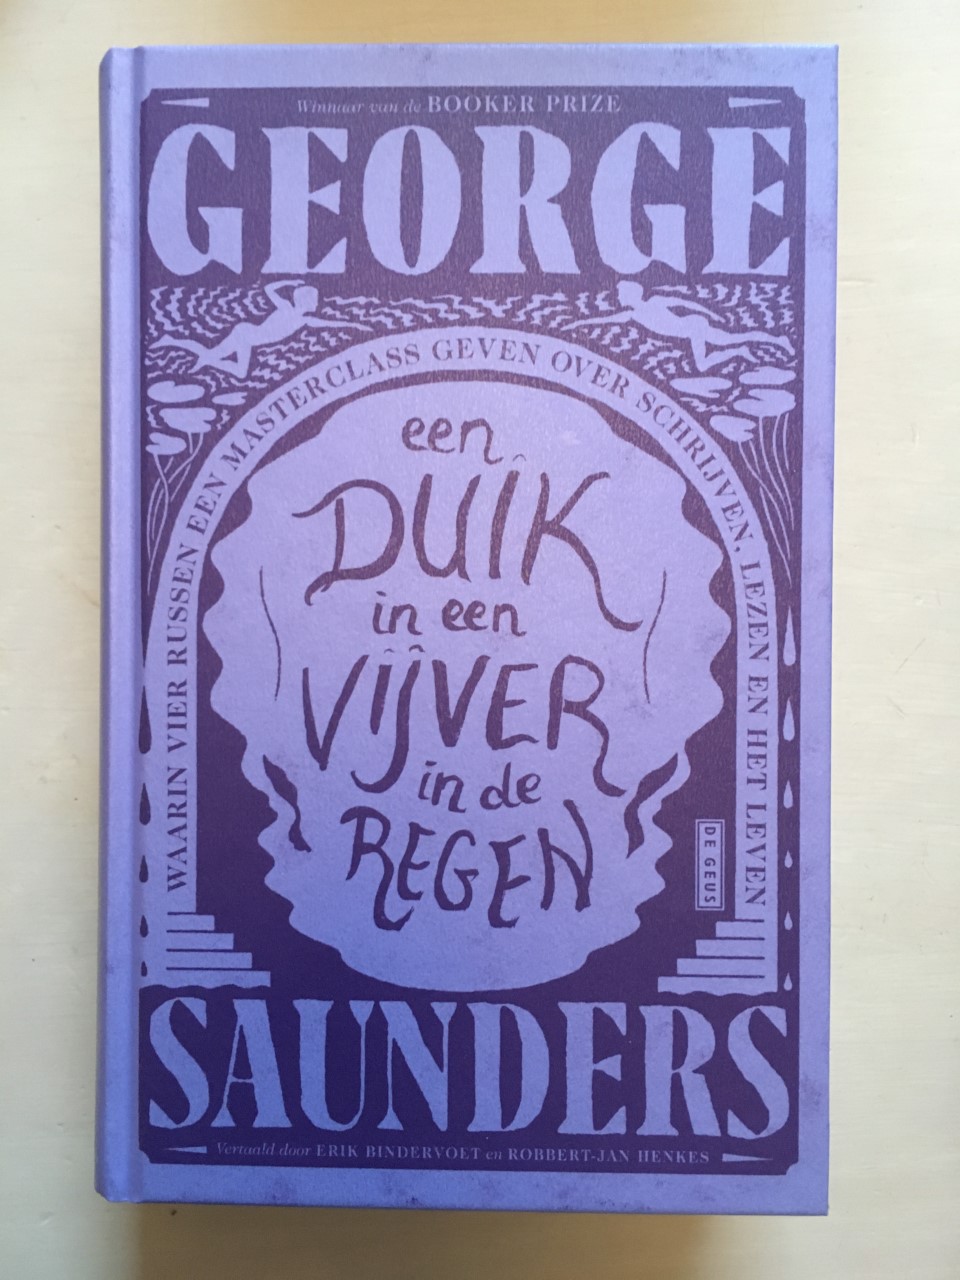 Winnaar van de BOOKER PRIZE
GEORGE
WAARIN VIER RUSSEN EEN MASTERCLASS GEVEN OVER SCHRIJVEN, LEZEN EN HET LEVEN
een
DUIK
in een
VIJVER
in de
REGEN
DE GEUS
SAUNDERS
Vertaald door ERIK BINDERVOET en ROBBERT-JAN HENKES